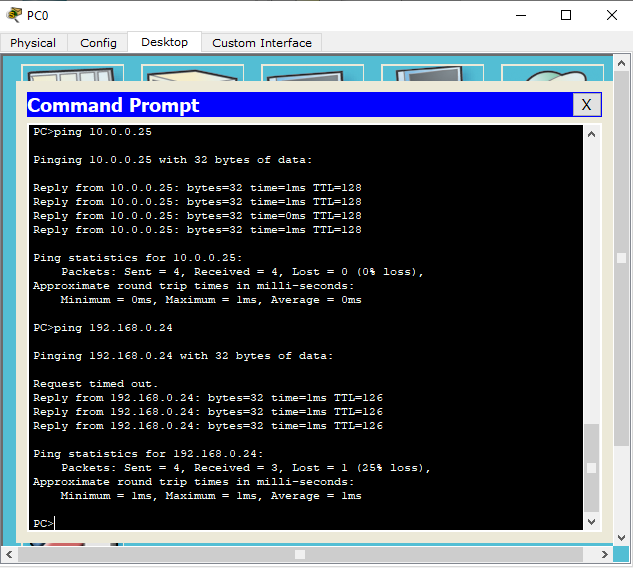 PC0
Physical Config Desktop Custom Interface
Command Prompt X
PC>ping 10.0.0.25
Pinging 10.0.0.25 with 32 bytes of data:
Reply from 10.0.0.25: bytes=32 time=1ms TTL=128
Reply from 10.0.0.25: bytes=32 time=1ms TTL=128
Reply from 10.0.0.25: bytes=32 time=0ms TTL=128
Reply from 10.0.0.25: bytes=32 time=1ms TTL=128
Ping statistics for 10.0.0.25:
Packets: Sent = 4, Received = 4, Lost = 0 (0% loss),
Approximate round trip times in milli-seconds:
Minimum = 0ms, Maximum = 1ms, Average = 0ms
PC>ping 192.168.0.24
Pinging 192.168.0.24 with 32 bytes of data:
Request timed out.
Reply from 192.168.0.24: bytes=32 time=1ms TTL=126
Reply from 192.168.0.24: bytes=32 time=1ms TTL=126
Reply from 192.168.0.24: bytes=32 time=1ms TTL=126
Ping statistics for 192.168.0.24:
Packets: Sent = 4, Received = 3, Lost = 1 (25% loss),
Approximate round trip times in milli-seconds:
Minimum = 1ms, Maximum = 1ms, Average = 1ms
PC>